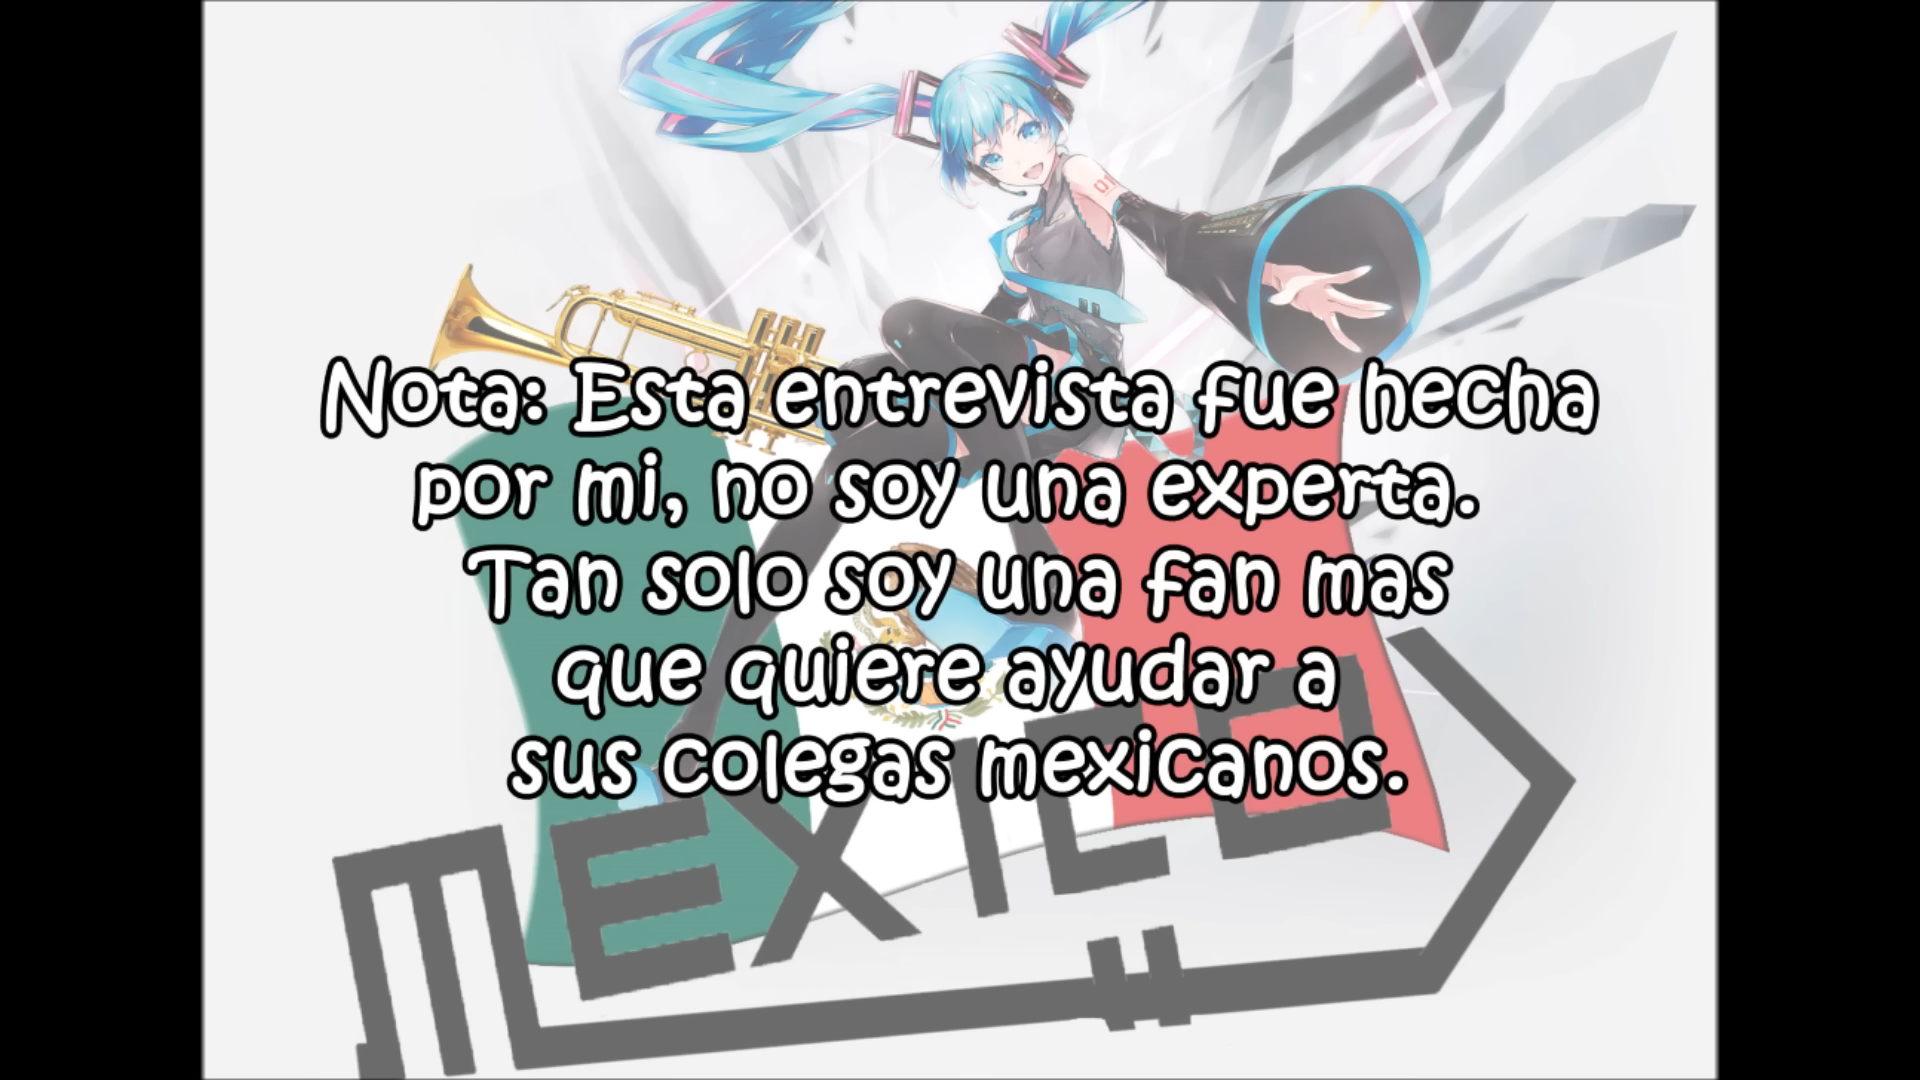 01
Nota: Esta entrevista fue hecha
por mi, no soy una experta.
Tan solo soy una fan mas
que quiere ayudar a
sus colegas mexicanos.
MEXICO